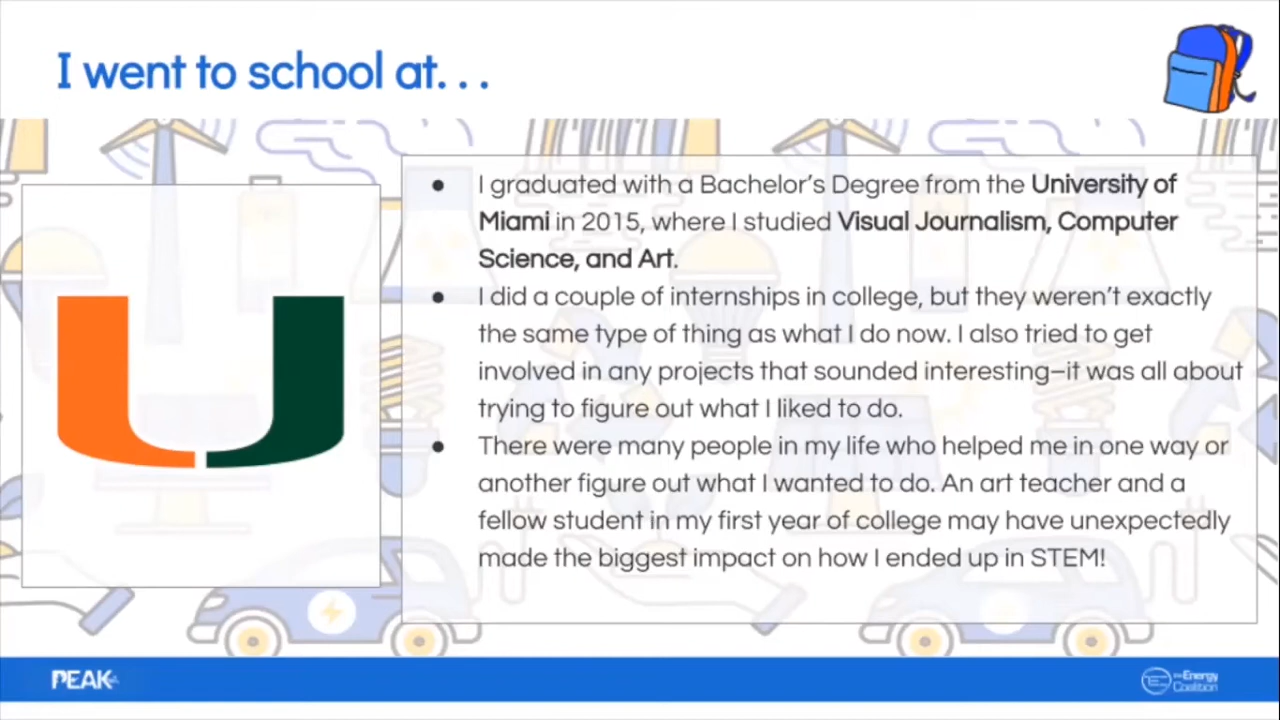 I went to school at. . .
● I graduated with a Bachelor's Degree from the University of
Miami in 2015, where I studied Visual Journalism, Computer
Science, and Art.
● I did a couple of internships in college, but they weren't exactly
the same type of thing as what I do now. I also tried to get
involved in any projects that sounded interesting–it was all about
trying to figure out what I liked to do.
● There were many people in my life who helped me in one way or
another figure out what I wanted to do. An art teacher and a
fellow student in my first year of college may have unexpectedly
made the biggest impact on how I ended up in STEM!
PEAK
the Energy
Coalition